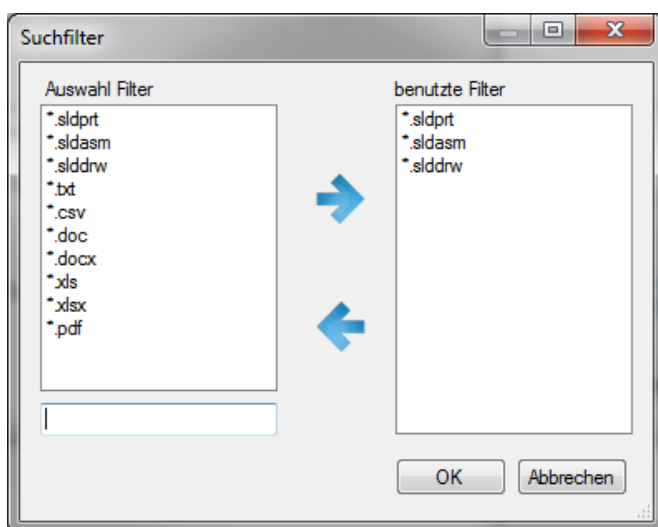 Suchfilter
Auswahl Filter
*.sldprt
*.sldasm
*.slddrw
*.txt
*.csv
*.doc
*.docx
*.xls
*.xlsx
*.pdf
benutzte Filter
*.sldprt
*.sldasm
*.slddrw
OK
Abbrechen